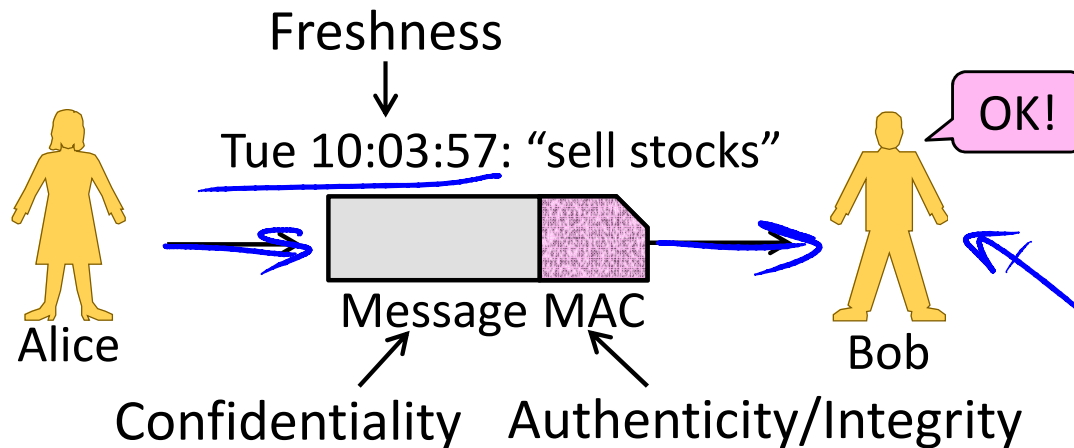 Freshness
OK!
Tue 10:03:57: “sell stocks”
Message MAC
Alice
Bob
Confidentiality
Authenticity/Integrity